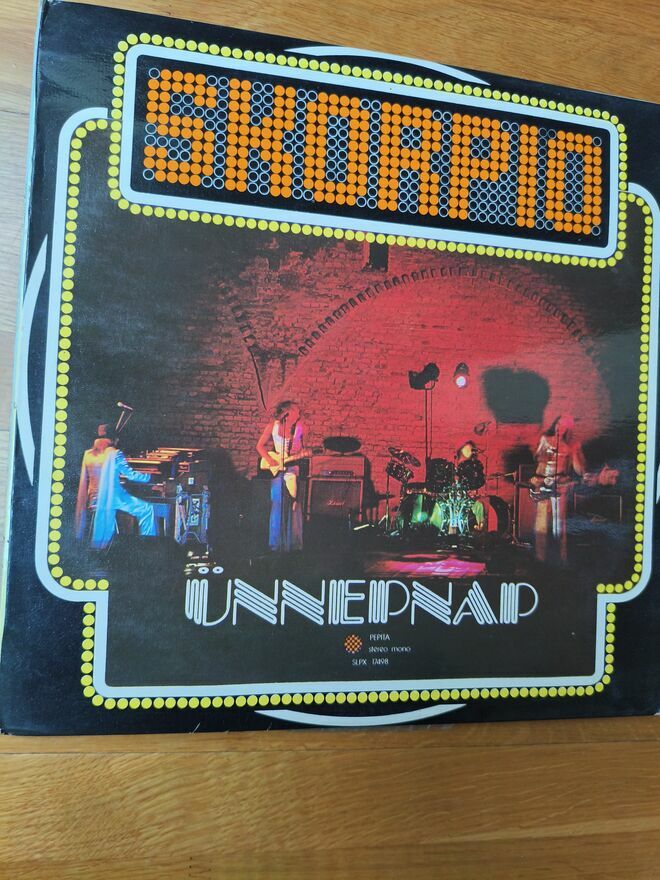 SKORPIO
ÜNNEPNAP
PEPITA
stereo mono
SLPX 17498